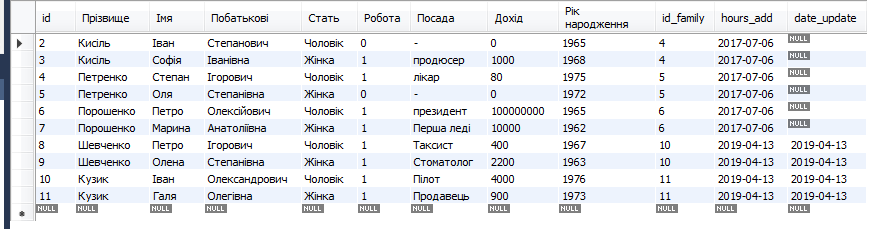 id Прізвище Імя Побатькові Стать Робота Посада Дохід Рік народження id_family hours_add date_update
2 Кисіль Іван Степанович Чоловік 0 - 0 1965 4 2017-07-06 NULL
3 Кисіль Софія Іванівна Жінка 1 продюсер 1000 1968 4 2017-07-06 NULL
4 Петренко Степан Ігорович Чоловік 1 лікар 80 1975 5 2017-07-06 NULL
5 Петренко Оля Степанівна Жінка 0 - 0 1972 5 2017-07-06 NULL
6 Порошенко Петро Олексійович Чоловік 1 президент 100000000 1965 6 2017-07-06 NULL
7 Порошенко Марина Анатоліївна Жінка 1 Перша леді 10000 1962 6 2017-07-06 NULL
8 Шевченко Петро Ігорович Чоловік 1 Таксист 400 1967 10 2019-04-13 2019-04-13
9 Шевченко Олена Степанівна Жінка 1 Стоматолог 2200 1963 10 2019-04-13 2019-04-13
10 Кузик Іван Олександрович Чоловік 1 Пілот 4000 1976 11 2019-04-13 2019-04-13
11 Кузик Галя Олегівна Жінка 1 Продавець 900 1973 11 2019-04-13 2019-04-13
NULL NULL NULL NULL NULL NULL NULL NULL NULL NULL NULL NULL